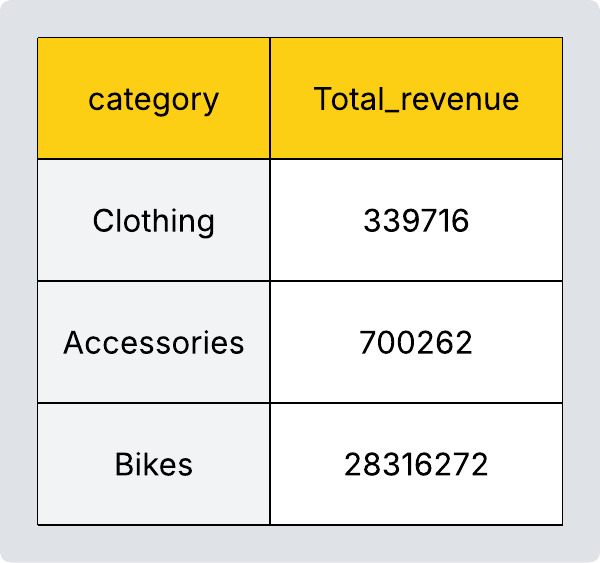 category Total_revenue
Clothing 339716
Accessories 700262
Bikes 28316272